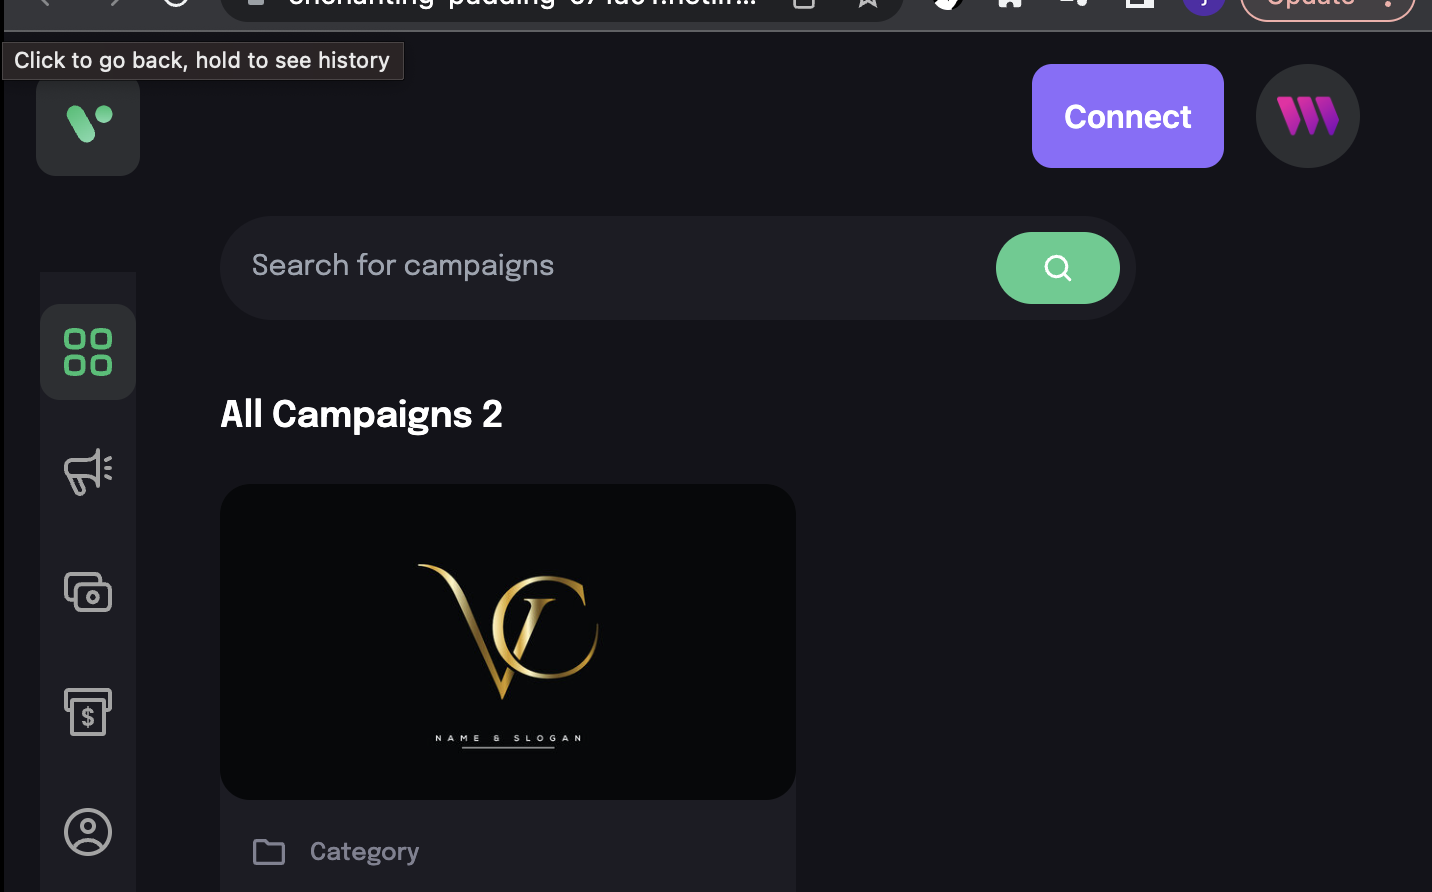 Click to go back, hold to see history
Connect
Search for campaigns
All Campaigns 2
VC
NAME & SLOGAN
Category